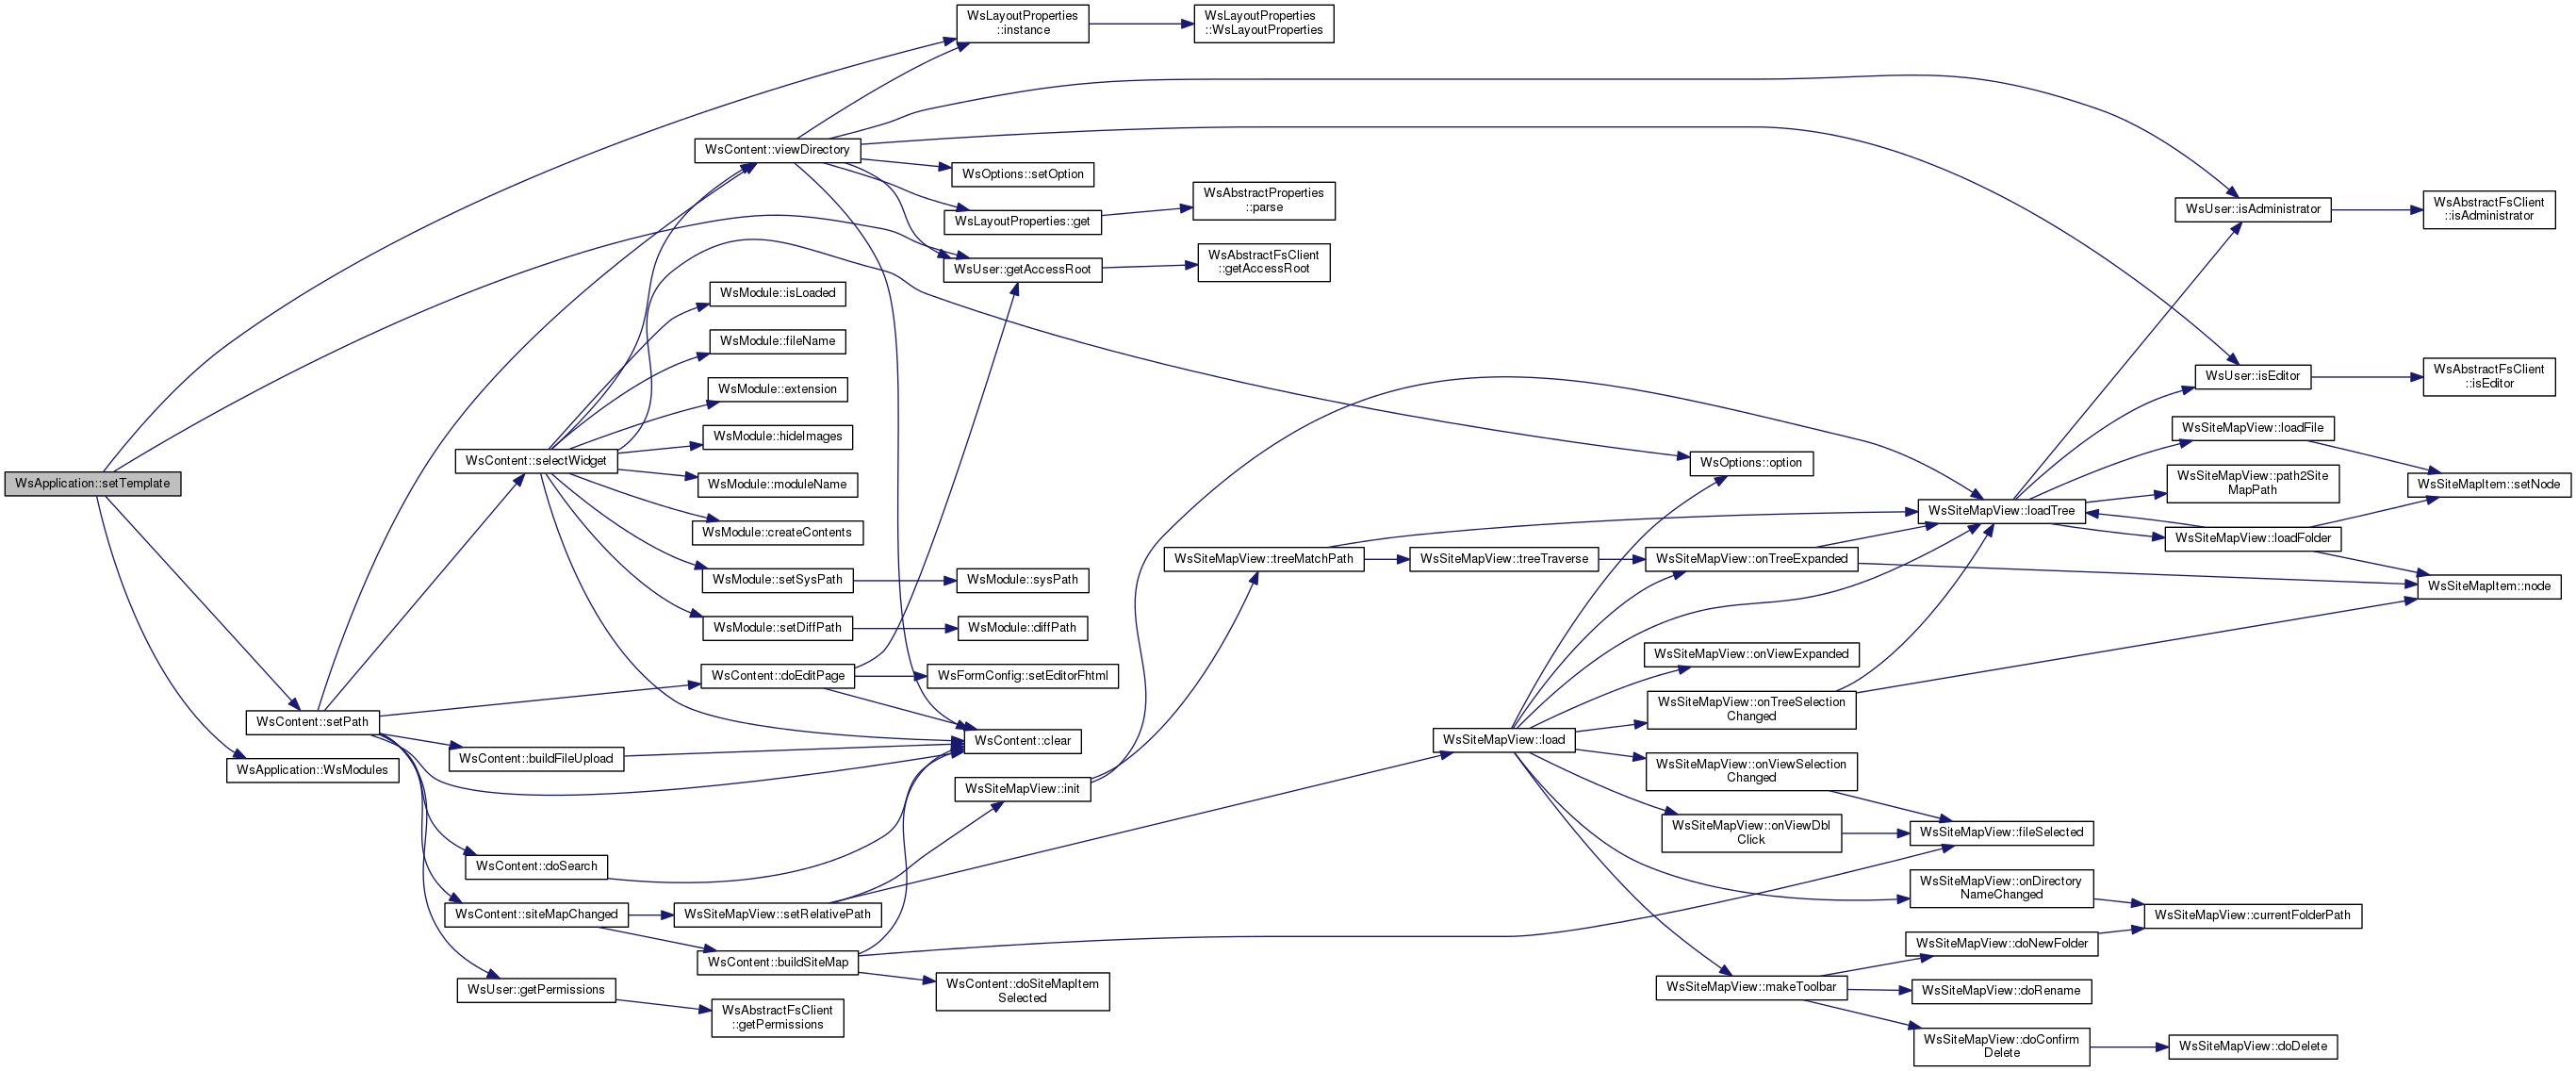 WsApplication::setTemplate
WsContent::setPath
WsApplication::WsModules
WsContent::selectWidget
WsContent::buildFileUpload
WsContent::doSearch
WsContent::siteMapChanged
WsUser::getPermissions
WsContent::viewDirectory
WsModule::isLoaded
WsModule::fileName
WsModule::extension
WsModule::hideImages
WsModule::moduleName
WsModule::createContents
WsModule::setSysPath
WsModule::setDiffPath
WsContent::doEditPage
WsSiteMapView::setRelativePath
WsContent::buildSiteMap
WsAbstractFsClient
::getPermissions
WsLayoutProperties
::instance
WsOptions::setOption
WsLayoutProperties::get
WsUser::getAccessRoot
WsModule::sysPath
WsModule::diffPath
WsFormConfig::setEditorFhtml
WsContent::clear
WsSiteMapView::init
WsContent::doSiteMapItem
Selected
WsLayoutProperties
::WsLayoutProperties
WsAbstractProperties
::parse
WsAbstractFsClient
::getAccessRoot
WsSiteMapView::treeMatchPath
WsSiteMapView::treeTraverse
WsSiteMapView::load
WsOptions::option
WsSiteMapView::onTreeExpanded
WsSiteMapView::onViewExpanded
WsSiteMapView::onTreeSelection
Changed
WsSiteMapView::onViewSelection
Changed
WsSiteMapView::onViewDbl
Click
WsSiteMapView::makeToolbar
WsSiteMapView::loadTree
WsSiteMapView::fileSelected
WsSiteMapView::onDirectory
NameChanged
WsSiteMapView::doNewFolder
WsSiteMapView::doRename
WsSiteMapView::doConfirm
Delete
WsUser::isAdministrator
WsUser::isEditor
WsSiteMapView::loadFile
WsSiteMapView::path2Site
MapPath
WsSiteMapView::loadFolder
WsSiteMapView::currentFolderPath
WsSiteMapView::doDelete
WsAbstractFsClient
::isAdministrator
WsAbstractFsClient
::isEditor
WsSiteMapItem::setNode
WsSiteMapItem::node